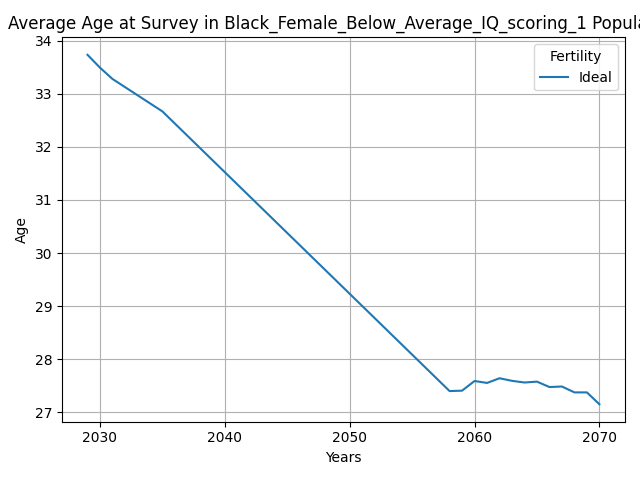 Average Age at Survey in Black_Female_Below_Average_IQ_scoring_1
34
33
32
31
30
29
28
27
Age
Fertility
Ideal
2030 2040 2050 2060 2070
Years